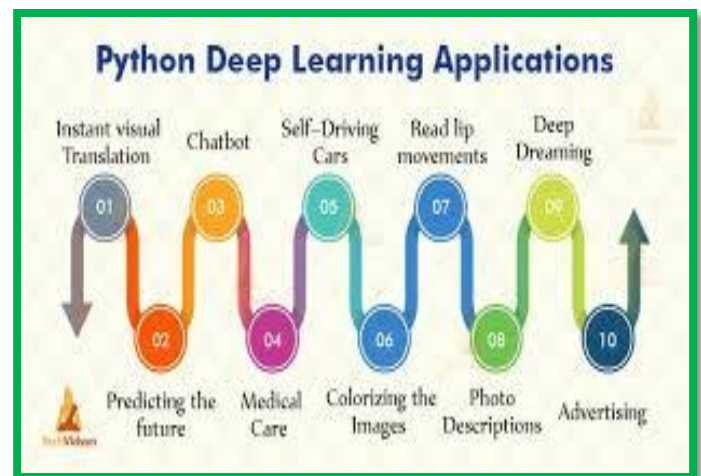 Python Deep Learning Applications
Instant visual
Translation
Chatbot
Self-Driving
Cars
Read lip
movements
Deep
Dreaming
01
03
05
07
09
02
04
06
08
10
Predicting the
future
Medical
Care
Colorizing the
Images
Photo
Descriptions
Advertising